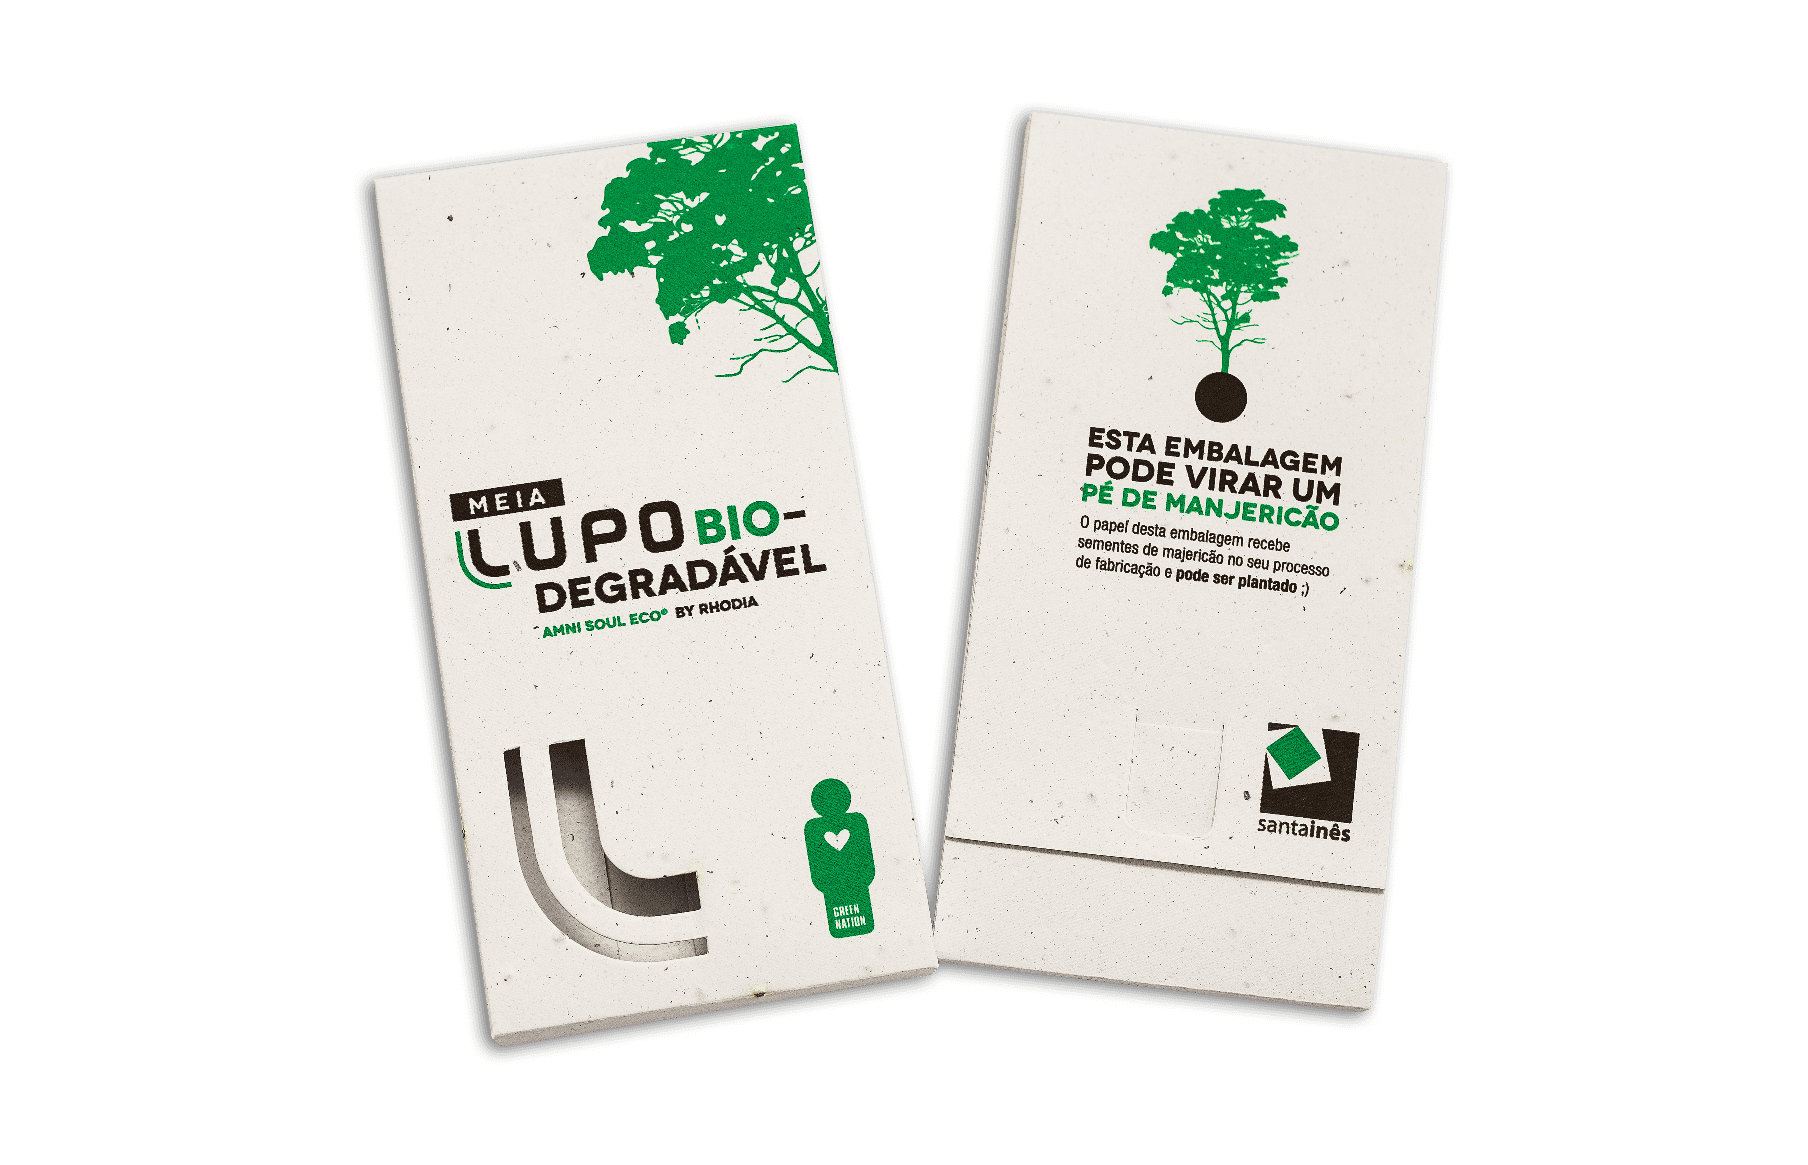 MEIA
LUPO BIO-
DEGRADÁVEL
AMNI SOUL ECO® BY RHODIA
GREEN
NATION
ESTA EMBALAGEM
PODE VIRAR UM
PÉ DE MANJERICÃO
O papel desta embalagem recebe
sementes de majericão no seu processo
de fabricação e pode ser plantado ;)
santainês